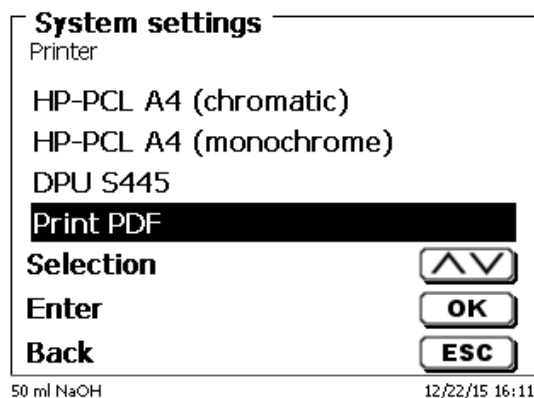 System settings
Printer
HP-PCL A4 (chromatic)
HP-PCL A4 (monochrome)
DPU S445
Print PDF
Selection
Enter OK
Back ESC
50 ml NaOH 12/22/15 16:11